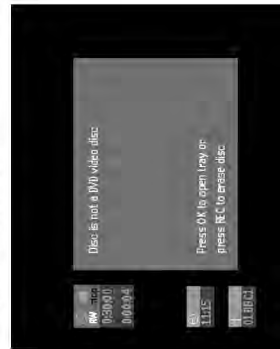 Disc is not a DVD video disc
Press OK to open tray or
press REC to erase disc
RW
0:30:00
0:00:04
11:15